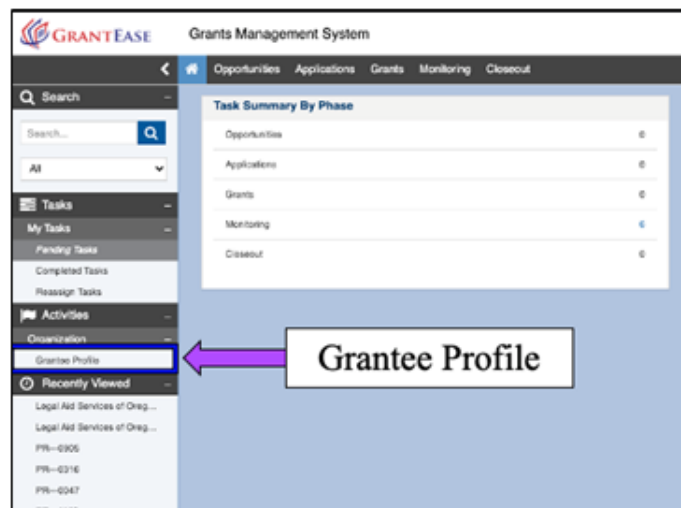 GRANTEASE
Grants Management System
Opportunities Applications Grants Monitoring Closeout
Search
Search...
All
Tasks
My Tasks
Pending Tasks
Completed Tasks
Reassign Tasks
Activities
Organization
Grantee Profile
Recently Viewed
Legal Aid Services of Oreg...
Legal Aid Services of Oreg...
PR—0905
PR—0316
PR—0347
Task Summary By Phase
Opportunities 0
Applications 0
Grants 0
Monitoring 6
Closeout 0
Grantee Profile